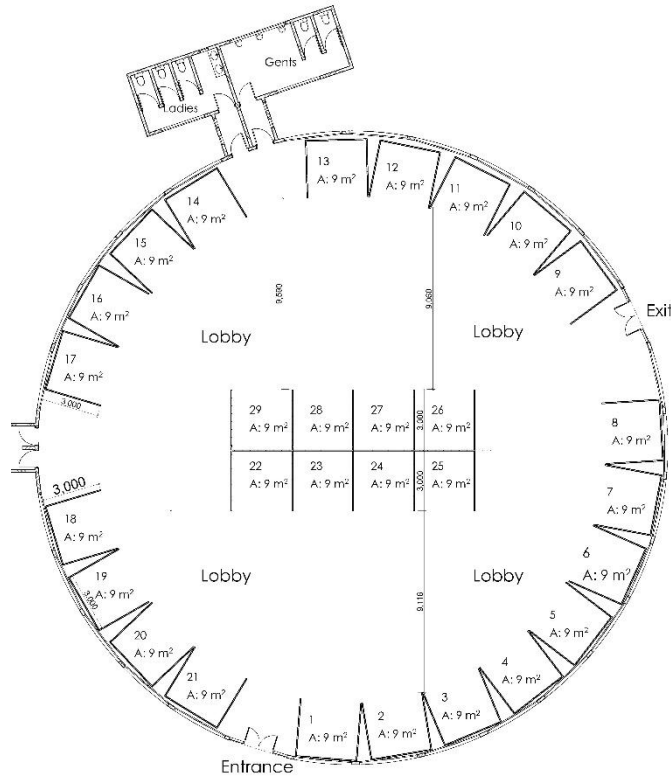 Gents
Ladies
13
A: 9 m²
12
A: 9 m²
11
A: 9 m²
10
A: 9 m²
9
A: 9 m²
14
A: 9 m²
15
A: 9 m²
16
A: 9 m²
17
A: 9 m²
3,000
9,590
9,060
Exit
Lobby
Lobby
29
A: 9 m²
28
A: 9 m²
27
A: 9 m²
26
A: 9 m²
3,000
8
A: 9 m²
22
A: 9 m²
23
A: 9 m²
24
A: 9 m²
25
A: 9 m²
3,000
3,000
7
A: 9 m²
18
A: 9 m²
6
A: 9 m²
19
A: 9 m²
3,000
Lobby
Lobby
9,118
5
A: 9 m²
20
A: 9 m²
4
A: 9 m²
21
A: 9 m²
3
A: 9 m²
1
A: 9 m²
2
A: 9 m²
Entrance